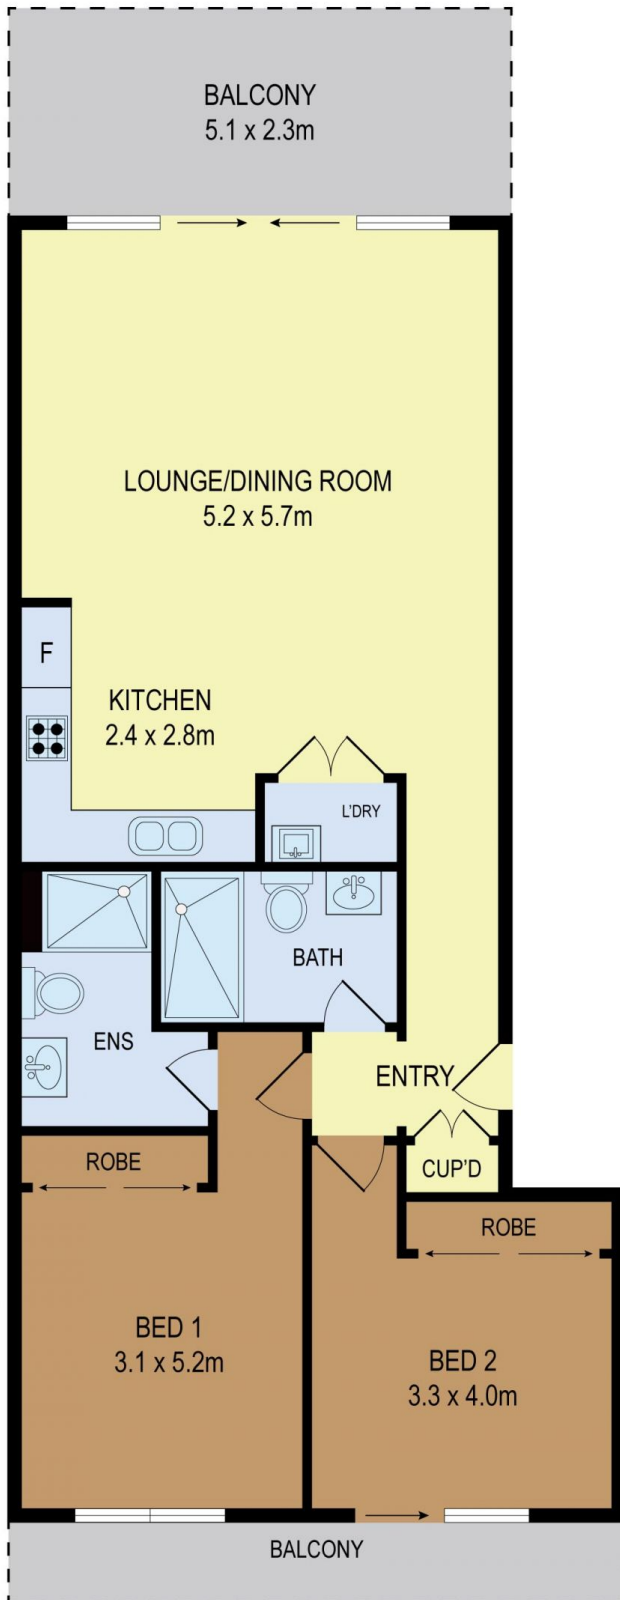 BALCONY
5.1 x 2.3m
LOUNGE/DINING ROOM
5.2 x 5.7m
F
KITCHEN
2.4 x 2.8m
L'DRY
BATH
ENS
ENTRY
ROBE
CUP'D
ROBE
BED 1
3.1 x 5.2m
BED 2
3.3 x 4.0m
BALCONY